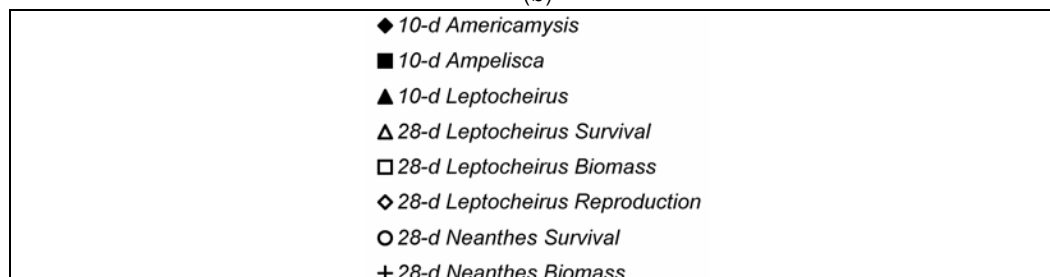 10-d Americamysis
10-d Ampelisca
10-d Leptocheirus
28-d Leptocheirus Survival
28-d Leptocheirus Biomass
28-d Leptocheirus Reproduction
28-d Neanthes Survival
28-d Neanthes Biomass